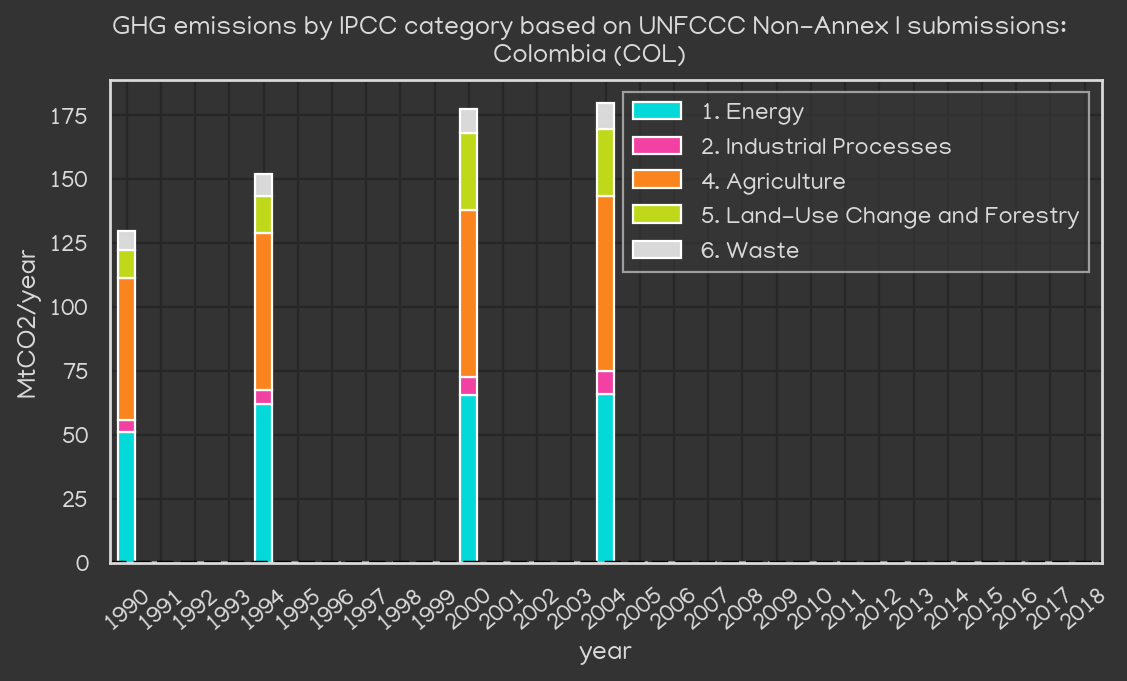 GHG emissions by IPCC category based on UNFCCC Non-Annex I submissions:
Colombia (COL)
1. Energy
2. Industrial Processes
4. Agriculture
5. Land-Use Change and Forestry
6. Waste
MtCO2/year
175
150
125
100
75
50
25
0
1990 1991 1992 1993 1994 1995 1996 1997 1998 1999 2000 2001 2002 2003 2004 2005 2006 2007 2008 2009 2010 2011 2012 2013 2014 2015 2016 2017 2018
year